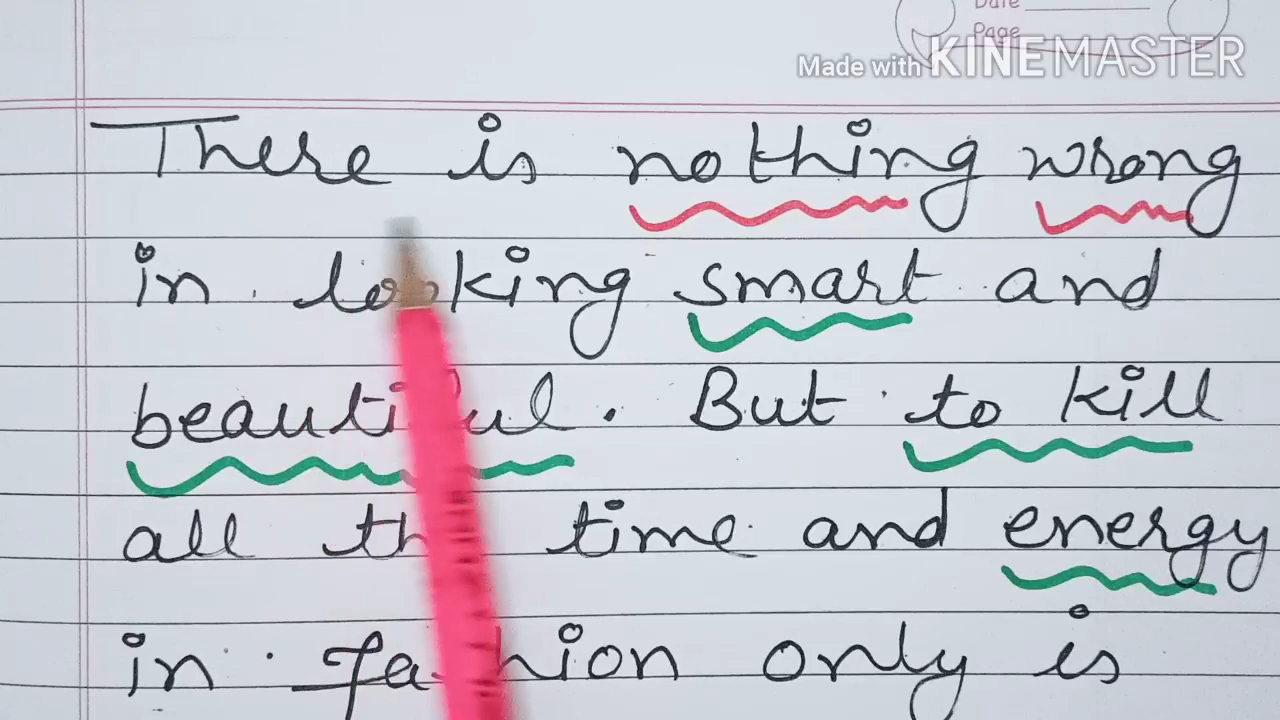 Date
Page
Made with KINEMASTER
There is nothing wrong
in looking smart and
beautiful. But to kill
all the time and energy
in fashion only is